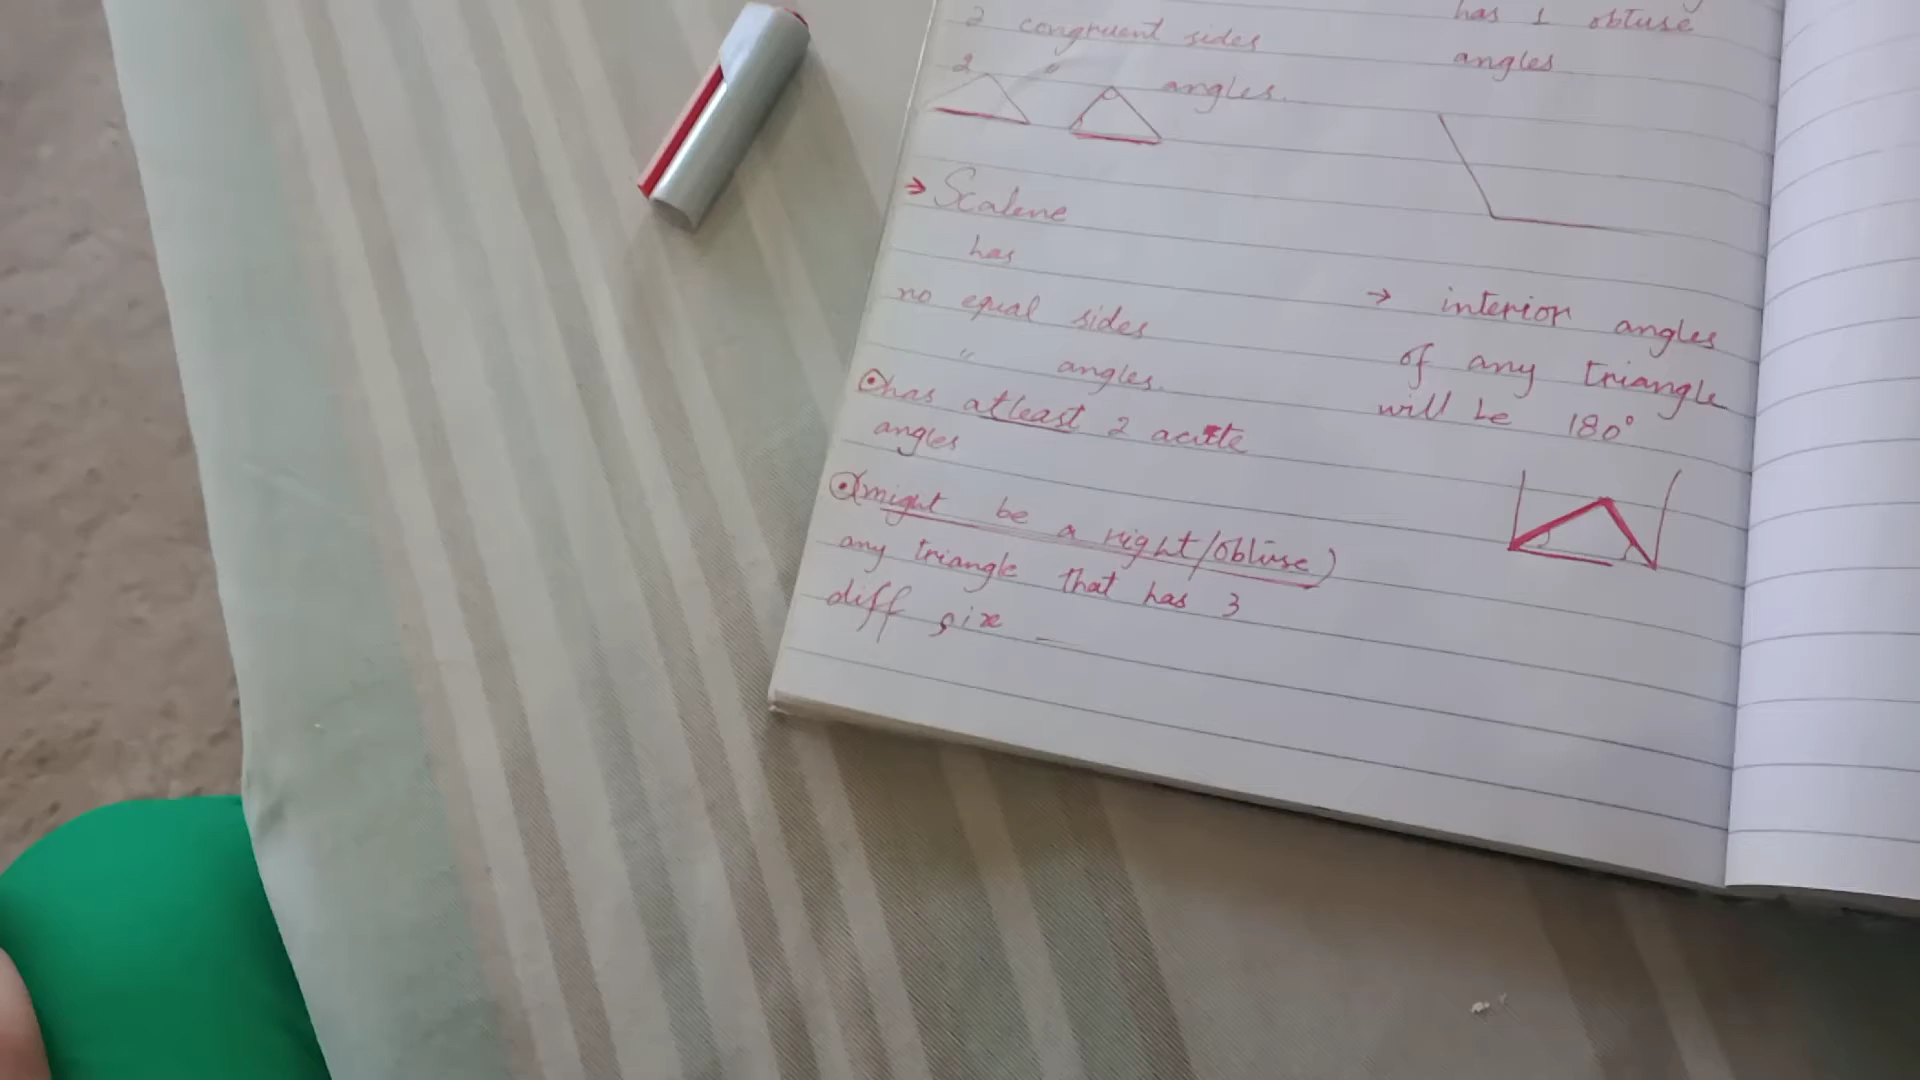 2 congruent sides
2 " angles.
→ Scalene
has
no equal sides
" angles.
has atleast 2 acute
angles
(might be a right/obtuse)
any triangle that has 3
diff size
has 1 obtuse
angles
→ interior angles
of any triangle
will be 180°